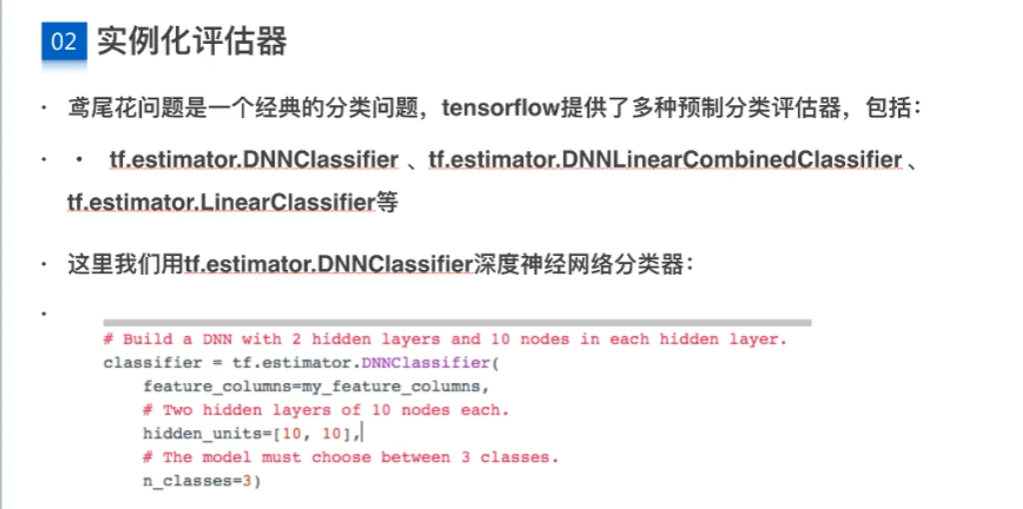 02 实例化评估器
· 鸢尾花问题是一个经典的分类问题，tensorflow提供了多种预制分类评估器，包括：
· · tf.estimator.DNNClassifier 、tf.estimator.DNNLinearCombinedClassifier 、
tf.estimator.LinearClassifier等
· 这里我们用tf.estimator.DNNClassifier深度神经网络分类器：
·
# Build a DNN with 2 hidden layers and 10 nodes in each hidden layer.
classifier = tf.estimator.DNNClassifier(
    feature_columns=my_feature_columns,
    # Two hidden layers of 10 nodes each.
    hidden_units=[10, 10],
    # The model must choose between 3 classes.
    n_classes=3)